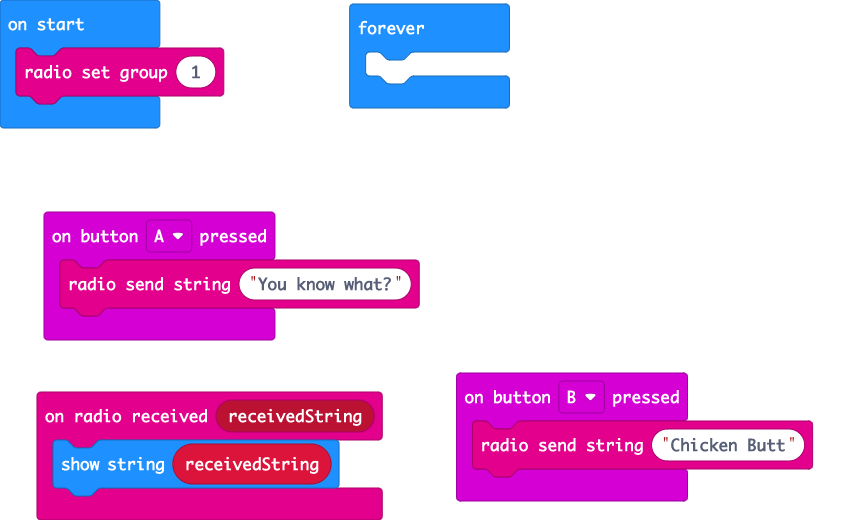 on start
radio set group 1
forever
on button A pressed
radio send string "You know what?"
on radio received receivedString
show string receivedString
on button B pressed
radio send string "Chicken Butt"